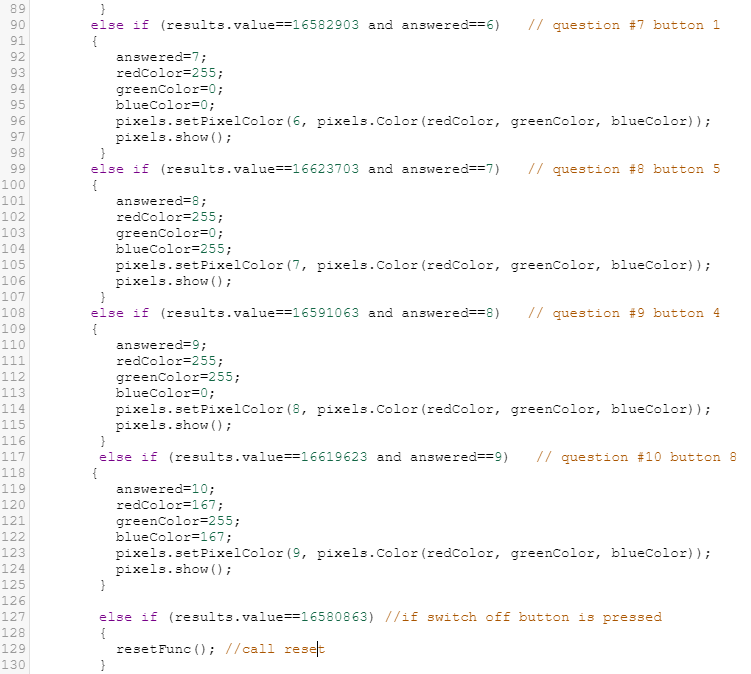 89 }
90 else if (results.value==16582903 and answered==6) // question #7 button 1
91 {
92 answered=7;
93 redColor=255;
94 greenColor=0;
95 blueColor=0;
96 pixels.setPixelColor(6, pixels.Color(redColor, greenColor, blueColor));
97 pixels.show();
98 }
99 else if (results.value==16623703 and answered==7) // question #8 button 5
100 {
101 answered=8;
102 redColor=255;
103 greenColor=0;
104 blueColor=255;
105 pixels.setPixelColor(7, pixels.Color(redColor, greenColor, blueColor));
106 pixels.show();
107 }
108 else if (results.value==16591063 and answered==8) // question #9 button 4
109 {
110 answered=9;
111 redColor=255;
112 greenColor=255;
113 blueColor=0;
114 pixels.setPixelColor(8, pixels.Color(redColor, greenColor, blueColor));
115 pixels.show();
116 }
117 else if (results.value==16619623 and answered==9) // question #10 button 8
118 {
119 answered=10;
120 redColor=167;
121 greenColor=255;
122 blueColor=167;
123 pixels.setPixelColor(9, pixels.Color(redColor, greenColor, blueColor));
124 pixels.show();
125 }
126
127 else if (results.value==16580863) //if switch off button is pressed
128 {
129 resetFunc(); //call reset
130 }